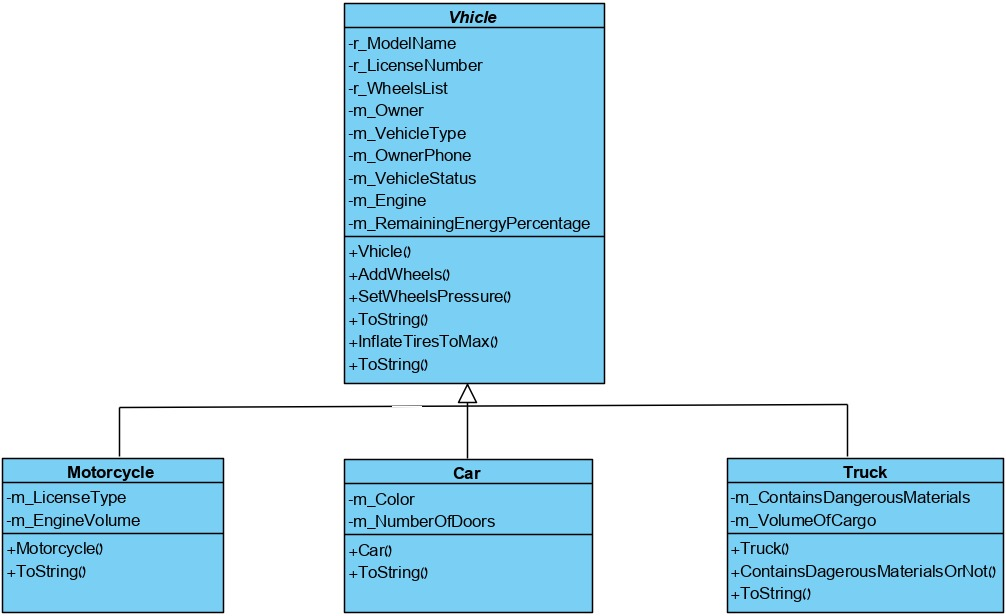 Vhicle
-r_ModelName
-r_LicenseNumber
-r_WheelsList
-m_Owner
-m_VehicleType
-m_OwnerPhone
-m_VehicleStatus
-m_Engine
-m_RemainingEnergyPercentage
+Vhicle()
+AddWheels()
+SetWheelsPressure()
+ToString()
+InflateTiresToMax()
+ToString()
Motorcycle
-m_LicenseType
-m_EngineVolume
+Motorcycle()
+ToString()
Car
-m_Color
-m_NumberOfDoors
+Car()
+ToString()
Truck
-m_ContainsDangerousMaterials
-m_VolumeOfCargo
+Truck()
+ContainsDagerousMaterialsOrNot()
+ToString()